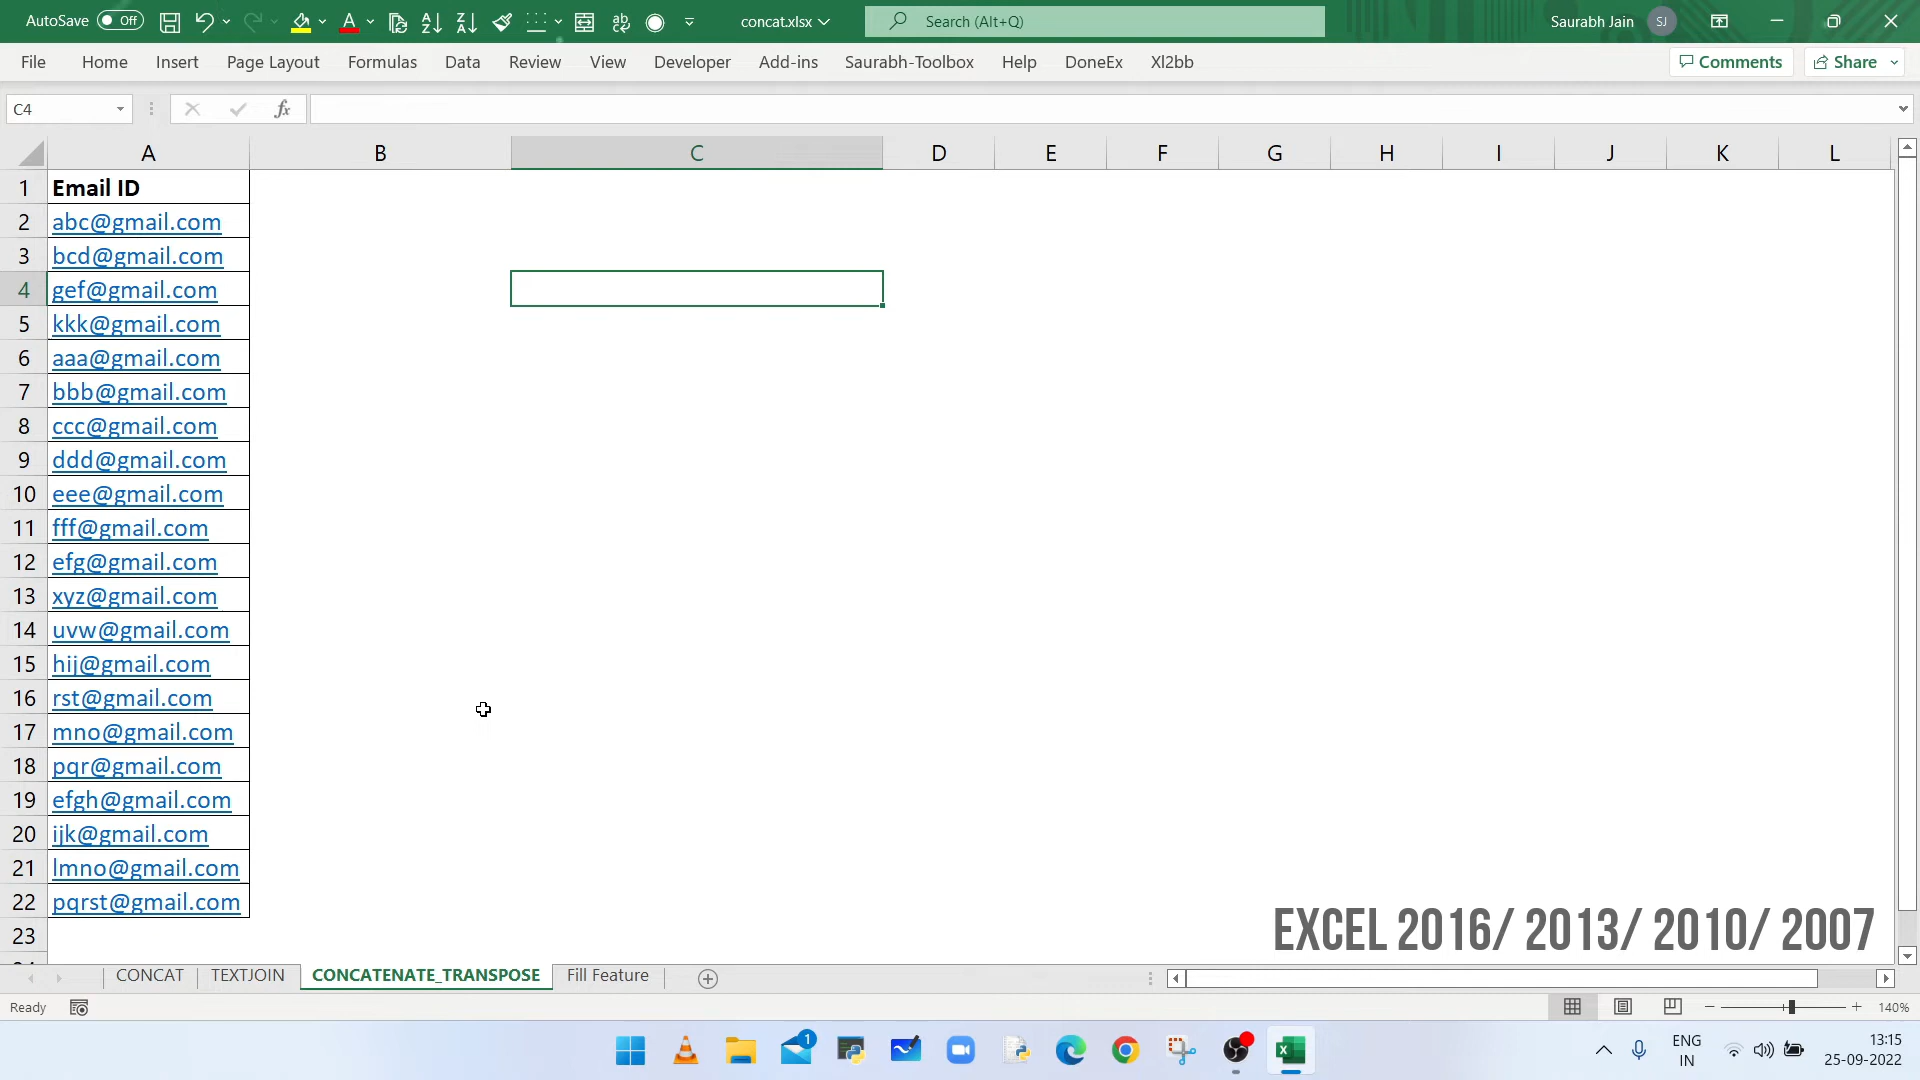 AutoSave Off concat.xlsx Search (Alt+Q) Saurabh Jain SJ
File Home Insert Page Layout Formulas Data Review View Developer Add-ins Saurabh-Toolbox Help DoneEx Xl2bb Comments Share
C4 fx
A B C D E F G H I J K L
1 Email ID
2 abc@gmail.com
3 bcd@gmail.com
4 gef@gmail.com
5 kkk@gmail.com
6 aaa@gmail.com
7 bbb@gmail.com
8 ccc@gmail.com
9 ddd@gmail.com
10 eee@gmail.com
11 fff@gmail.com
12 efg@gmail.com
13 xyz@gmail.com
14 uvw@gmail.com
15 hij@gmail.com
16 rst@gmail.com
17 mno@gmail.com
18 pqr@gmail.com
19 efgh@gmail.com
20 ijk@gmail.com
21 lmno@gmail.com
22 pqrst@gmail.com
EXCEL 2016/ 2013/ 2010/ 2007
23
CONCAT TEXTJOIN CONCATENATE_TRANSPOSE Fill Feature
Ready 140%
1 ENG 13:15
IN 25-09-2022